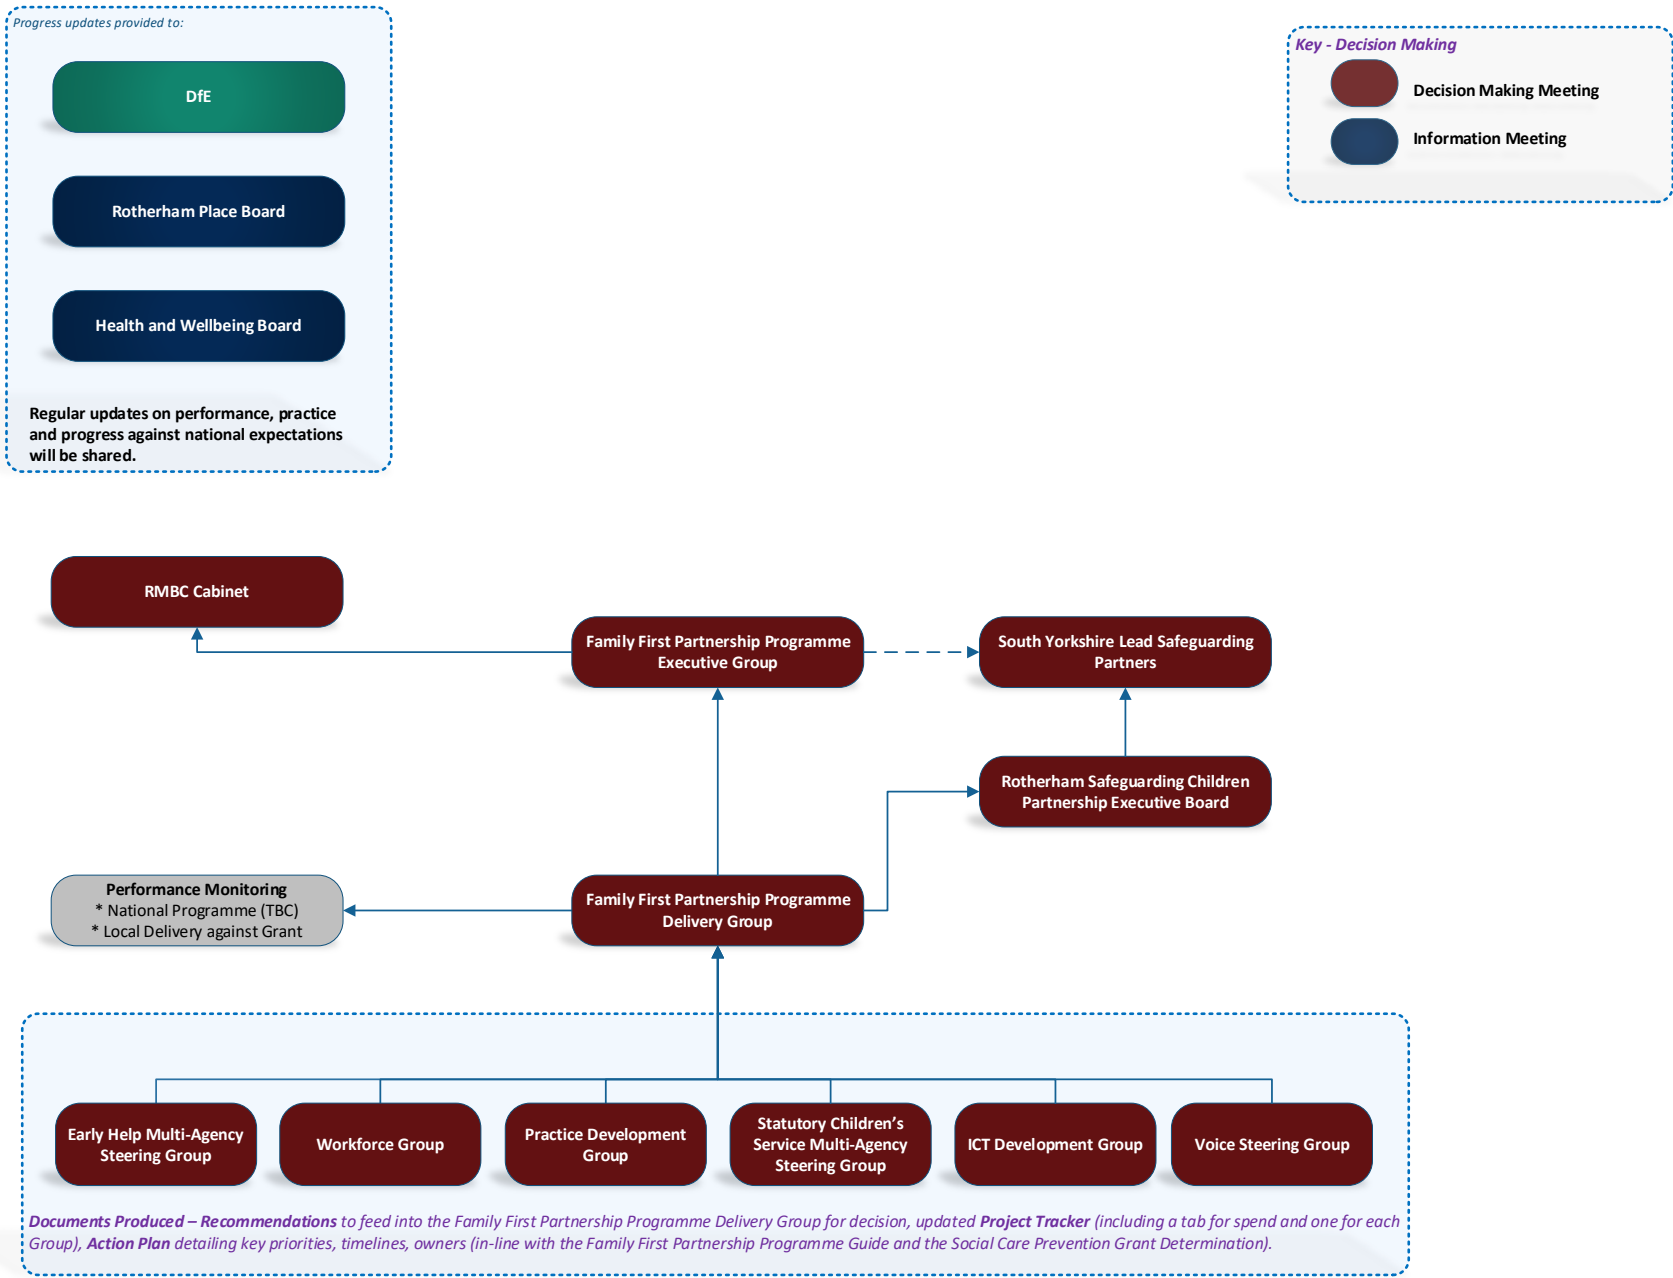 Progress updates provided to:
DfE
Rotherham Place Board
Health and Wellbeing Board
Regular updates on performance, practice
and progress against national expectations
will be shared.
Key - Decision Making
Decision Making Meeting
Information Meeting
RMBC Cabinet
Family First Partnership Programme
Executive Group
South Yorkshire Lead Safeguarding
Partners
Rotherham Safeguarding Children
Partnership Executive Board
Performance Monitoring
* National Programme (TBC)
* Local Delivery against Grant
Family First Partnership Programme
Delivery Group
Early Help Multi-Agency
Steering Group
Workforce Group
Practice Development
Group
Statutory Children’s
Service Multi-Agency
Steering Group
ICT Development Group
Voice Steering Group
Documents Produced – Recommendations to feed into the Family First Partnership Programme Delivery Group for decision, updated Project Tracker (including a tab for spend and one for each
Group), Action Plan detailing key priorities, timelines, owners (in-line with the Family First Partnership Programme Guide and the Social Care Prevention Grant Determination).